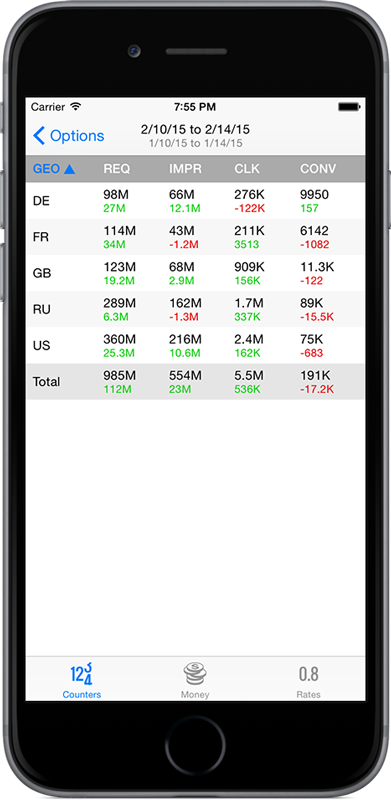 Carrier 7:55 PM
Options
2/10/15 to 2/14/15
1/10/15 to 1/14/15
GEO ▲ REQ IMPR CLK CONV
DE 98M 66M 276K 9950
27M 12.1M -122K 157
FR 114M 43M 211K 6142
34M -1.2M 3513 -1082
GB 123M 68M 909K 11.3K
19.2M 2.9M 156K -122
RU 289M 162M 1.7M 89K
6.3M -1.3M 337K -15.5K
US 360M 216M 2.4M 75K
25.3M 10.6M 162K -683
Total 985M 554M 5.5M 191K
112M 23M 536K -17.2K
12 3 4 $ 0.8
Counters Money Rates